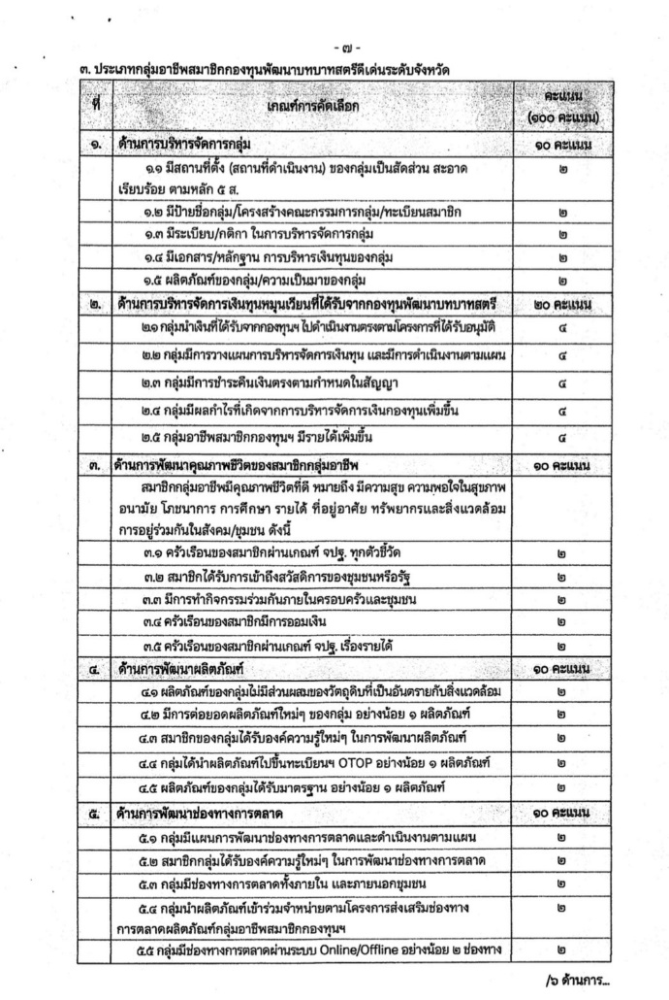 - ๗ -
๓. ประเภทกลุ่มอาชีพสมาชิกกองทุนพัฒนาบทบาทสตรีดีเด่นระดับจังหวัด
ที่ เกณฑ์การคัดเลือก คะแนน
(๑๐๐ คะแนน)
๑. ด้านการบริหารจัดการกลุ่ม ๑๐ คะแนน
๑.๑ มีสถานที่ตั้ง (สถานที่ดำเนินงาน) ของกลุ่มเป็นสัดส่วน สะอาด ๒
เรียบร้อย ตามหลัก ๕ ส.
๑.๒ มีป้ายชื่อกลุ่ม/โครงสร้างคณะกรรมการกลุ่ม/ทะเบียนสมาชิก ๒
๑.๓ มีระเบียบ/กติกา ในการบริหารจัดการกลุ่ม ๒
๑.๔ มีเอกสาร/หลักฐาน การบริหารเงินทุนของกลุ่ม ๒
๑.๕ ผลิตภัณฑ์ของกลุ่ม/ความเป็นมาของกลุ่ม ๒
๒. ด้านการบริหารจัดการเงินทุนหมุนเวียนที่ได้รับจากกองทุนพัฒนาบทบาทสตรี ๒๐ คะแนน
๒.๑ กลุ่มนำเงินที่ได้รับจากกองทุนฯ ไปดำเนินงานตรงตามโครงการที่ได้รับอนุมัติ ๔
๒.๒ กลุ่มมีการวางแผนการบริหารจัดการเงินทุน และมีการดำเนินงานตามแผน ๔
๒.๓ กลุ่มมีการชำระคืนเงินตรงตามกำหนดในสัญญา ๔
๒.๔ กลุ่มมีผลกำไรที่เกิดจากการบริหารจัดการเงินกองทุนเพิ่มขึ้น ๔
๒.๕ กลุ่มอาชีพสมาชิกกองทุนฯ มีรายได้เพิ่มขึ้น ๔
๓. ด้านการพัฒนาคุณภาพชีวิตของสมาชิกกลุ่มอาชีพ ๑๐ คะแนน
สมาชิกกลุ่มอาชีพมีคุณภาพชีวิตที่ดี หมายถึง มีความสุข ความพอใจในสุขภาพ
อนามัย โภชนาการ การศึกษา รายได้ ที่อยู่อาศัย ทรัพยากรและสิ่งแวดล้อม
การอยู่ร่วมกันในสังคม/ชุมชน ดังนี้
๓.๑ ครัวเรือนของสมาชิกผ่านเกณฑ์ จปฐ. ทุกตัวชี้วัด ๒
๓.๒ สมาชิกได้รับการเข้าถึงสวัสดิการของชุมชนหรือรัฐ ๒
๓.๓ มีการทำกิจกรรมร่วมกันภายในครอบครัวและชุมชน ๒
๓.๔ ครัวเรือนของสมาชิกมีการออมเงิน ๒
๓.๕ ครัวเรือนของสมาชิกผ่านเกณฑ์ จปฐ. เรื่องรายได้ ๒
๔. ด้านการพัฒนาผลิตภัณฑ์ ๑๐ คะแนน
๔.๑ ผลิตภัณฑ์ของกลุ่มไม่มีส่วนผสมของวัตถุดิบที่เป็นอันตรายกับสิ่งแวดล้อม ๒
๔.๒ มีการต่อยอดผลิตภัณฑ์ใหม่ๆ ของกลุ่ม อย่างน้อย ๑ ผลิตภัณฑ์ ๒
๔.๓ สมาชิกของกลุ่มได้รับองค์ความรู้ใหม่ๆ ในการพัฒนาผลิตภัณฑ์ ๒
๔.๔ กลุ่มได้นำผลิตภัณฑ์ไปขึ้นทะเบียนฯ OTOP อย่างน้อย ๑ ผลิตภัณฑ์ ๒
๔.๕ ผลิตภัณฑ์ของกลุ่มได้รับมาตรฐาน อย่างน้อย ๑ ผลิตภัณฑ์ ๒
๕. ด้านการพัฒนาช่องทางการตลาด ๑๐ คะแนน
๕.๑ กลุ่มมีแผนการพัฒนาช่องทางการตลาดและดำเนินงานตามแผน ๒
๕.๒ สมาชิกกลุ่มได้รับองค์ความรู้ใหม่ๆ ในการพัฒนาช่องทางการตลาด ๒
๕.๓ กลุ่มมีช่องทางการตลาดทั้งภายใน และภายนอกชุมชน ๒
๕.๔ กลุ่มนำผลิตภัณฑ์เข้าร่วมจำหน่ายตามโครงการส่งเสริมช่องทาง ๒
การตลาดผลิตภัณฑ์กลุ่มอาชีพสมาชิกกองทุนฯ
๕.๕ กลุ่มมีช่องทางการตลาดผ่านระบบ Online/Offline อย่างน้อย ๒ ช่องทาง ๒
/๖ ด้านการ...